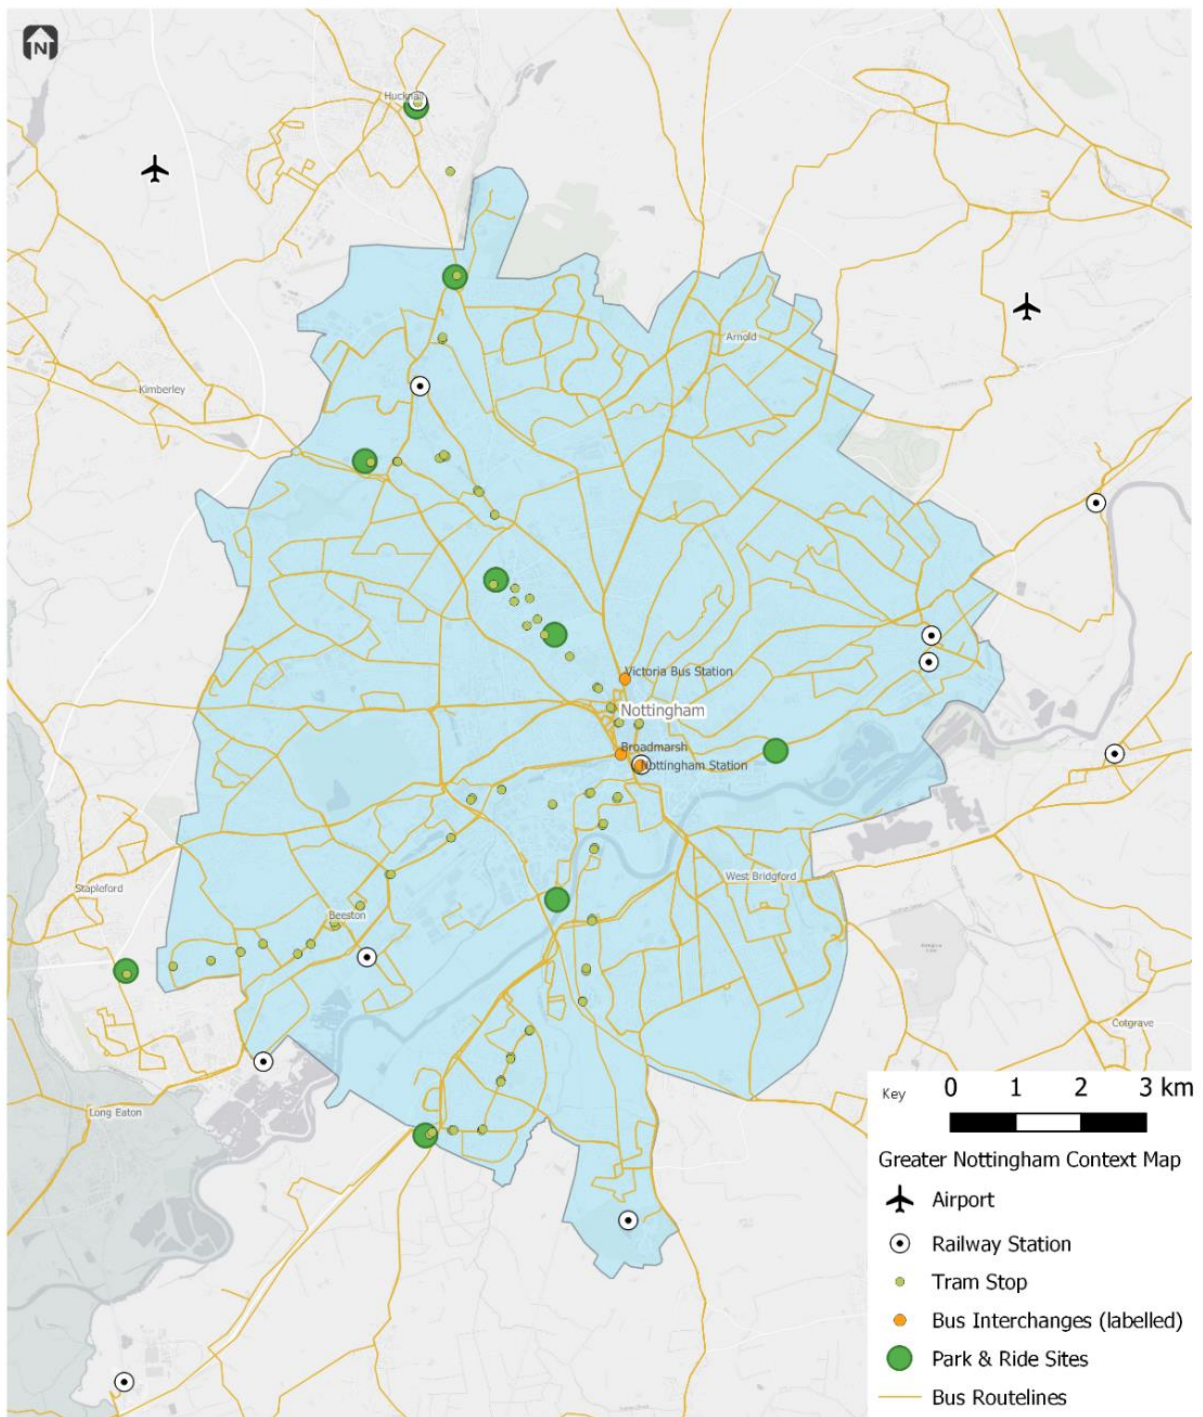 N
Hucknall
Arnold
Kimberley
Victoria Bus Station
Nottingham
Broadmarsh
Nottingham Station
West Bridgford
Stapleford
Beeston
Cotgrave
Long Eaton
Key 0 1 2 3 km
Greater Nottingham Context Map
Airport
Railway Station
Tram Stop
Bus Interchanges (labelled)
Park & Ride Sites
Bus Routelines